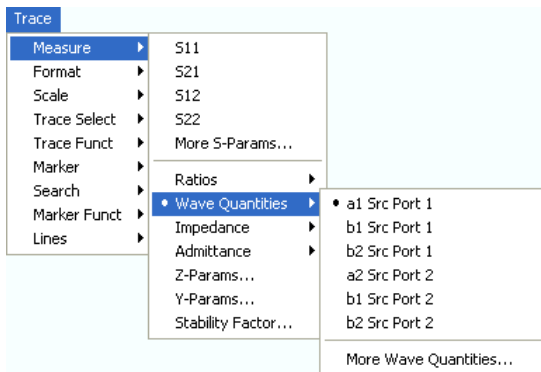 Trace
Measure
Format
Scale
Trace Select
Trace Funct
Marker
Search
Marker Funct
Lines
S11
S21
S12
S22
More S-Params...
Ratios
Wave Quantities
Impedance
Admittance
Z-Params...
Y-Params...
Stability Factor...
a1 Src Port 1
b1 Src Port 1
b2 Src Port 1
a2 Src Port 2
b1 Src Port 2
b2 Src Port 2
More Wave Quantities...